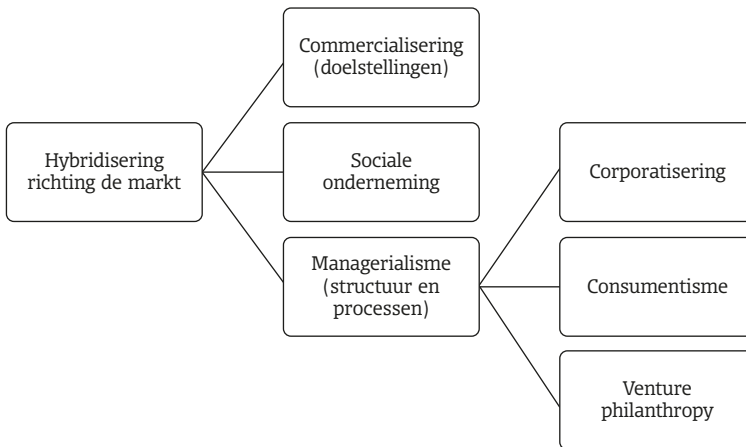 Commercialisering
(doelstellingen)
Hybridisering
richting de markt
Sociale
onderneming
Corporatisering
Managerialisme
(structuur en
processen)
Consumentisme
Venture
philanthropy